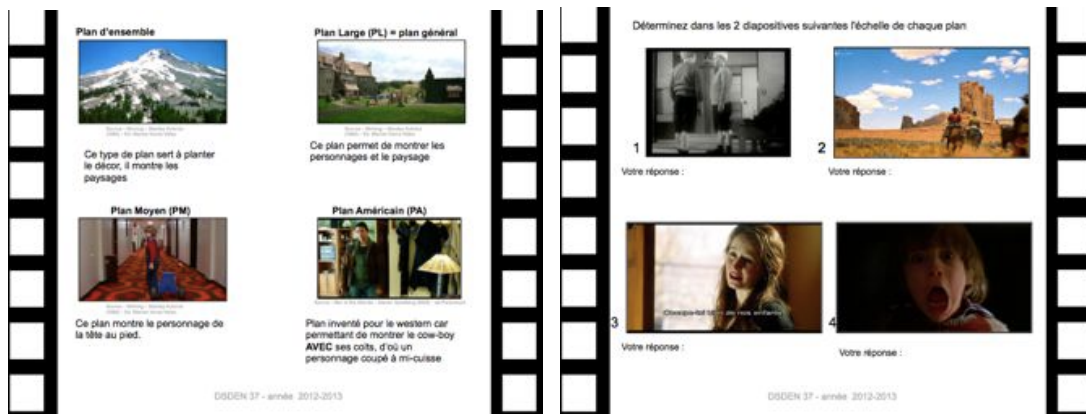 Plan d'ensemble
Plan Large (PL) = plan général
Ce type de plan sert à planter
le décor, il montre les
paysages
Ce plan permet de montrer les
personnages et le paysage
Plan Moyen (PM)
Plan Américain (PA)
Ce plan montre le personnage de
la tête au pied.
Plan inventé pour le western car
permettant de montrer le cow-boy
AVEC ses colts, d'où un
personnage coupé à mi-cuisse
DSDEN 37 - année 2012-2013
Déterminez dans les 2 diapositives suivantes l'échelle de chaque plan
1
2
Votre réponse :
Votre réponse :
de nos enfants
3
4
Votre réponse :
Votre réponse :
DSDEN 37 - année 2012-2013